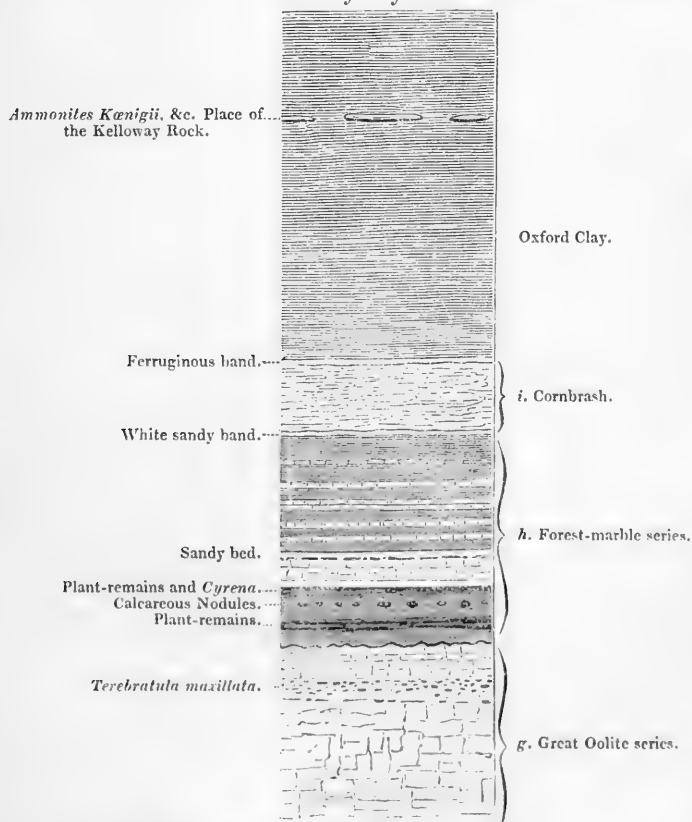 Ammonites Kœnigii, &c. Place of
the Kelloway Rock.
Oxford Clay.
Ferruginous band.
i. Cornbrash.
White sandy band.
h. Forest-marble series.
Sandy bed.
Plant-remains and Cyrena.
Calcareous Nodules.
Plant-remains.
Terebratula maxillata.
g. Great Oolite series.